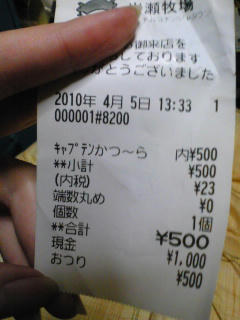 岩瀬牧場
御来店を
しております
とうございました
2010年 4月 5日 13:33 1
000001#8200
ｷｬﾌﾟﾃﾝかつ〜ら 内¥500
**小計 ¥500
(内税) ¥23
端数丸め ¥0
個数 1個
**合計 ¥500
現金 ¥1,000
おつり ¥500